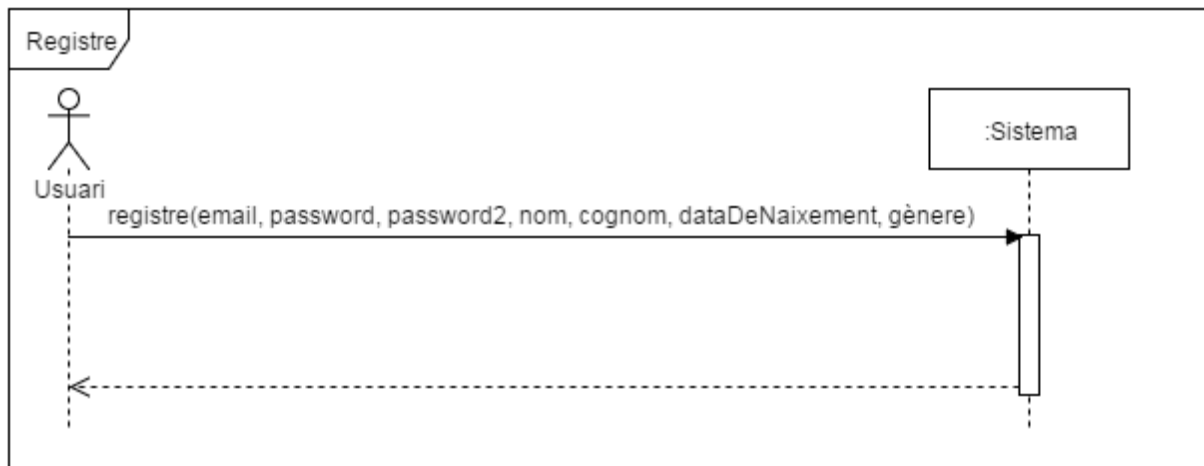 Registre
:Sistema
Usuari
registre(email, password, password2, nom, cognom, dataDeNaixement, gènere)